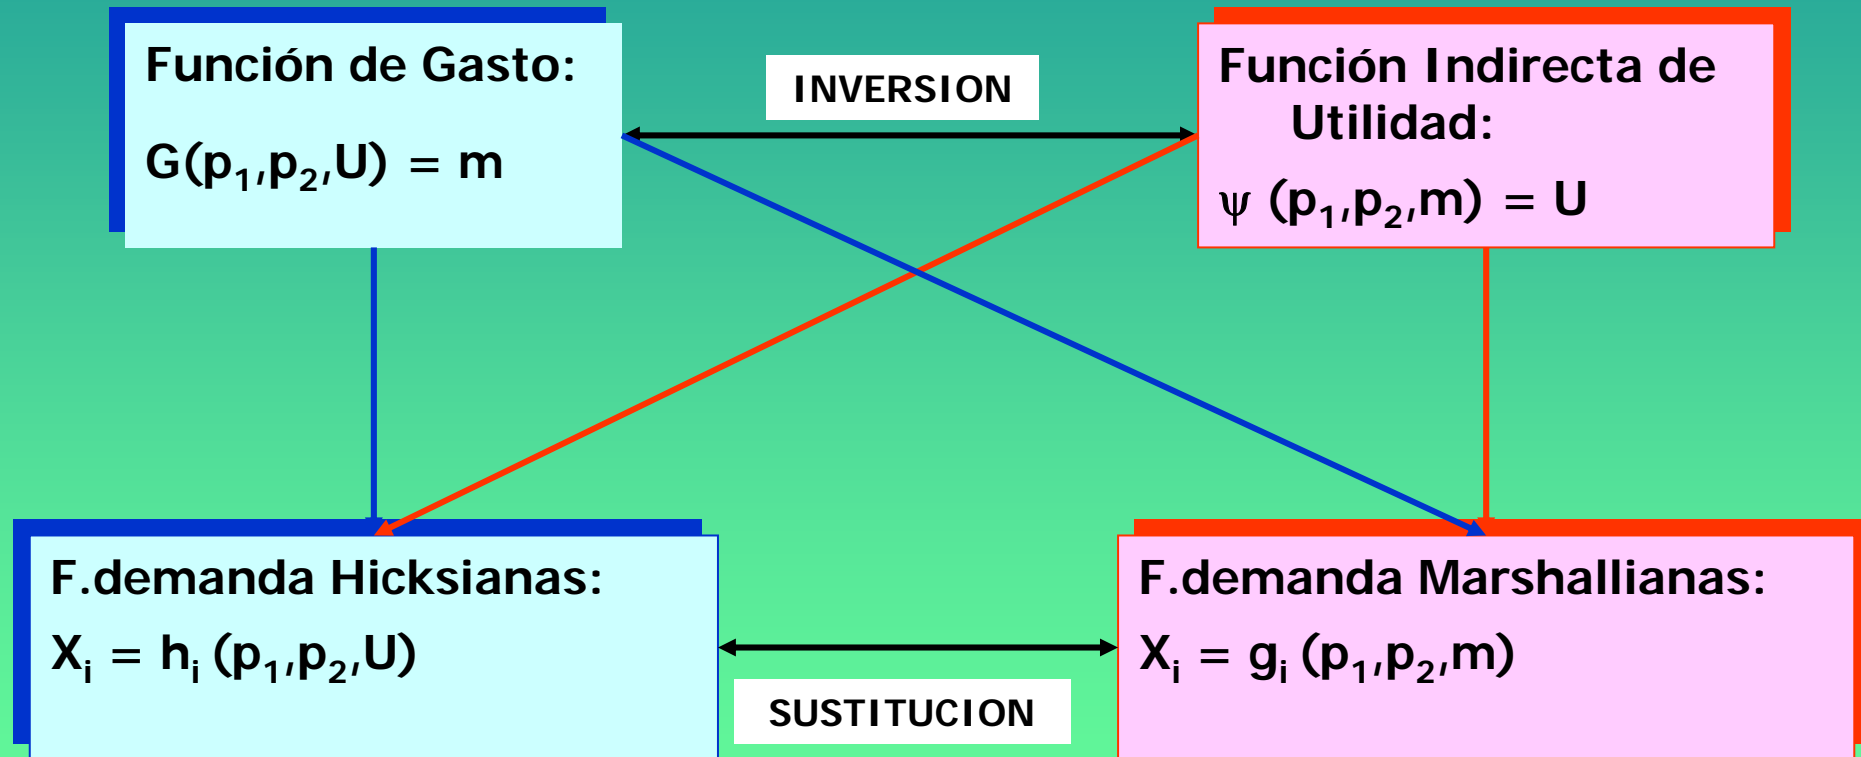 Función de Gasto:
G(p₁,p₂,U) = m
INVERSION
Función Indirecta de
Utilidad:
ψ (p₁,p₂,m) = U
F.demanda Hicksianas:
Xᵢ = hᵢ (p₁,p₂,U)
SUSTITUCION
F.demanda Marshallianas:
Xᵢ = gᵢ (p₁,p₂,m)